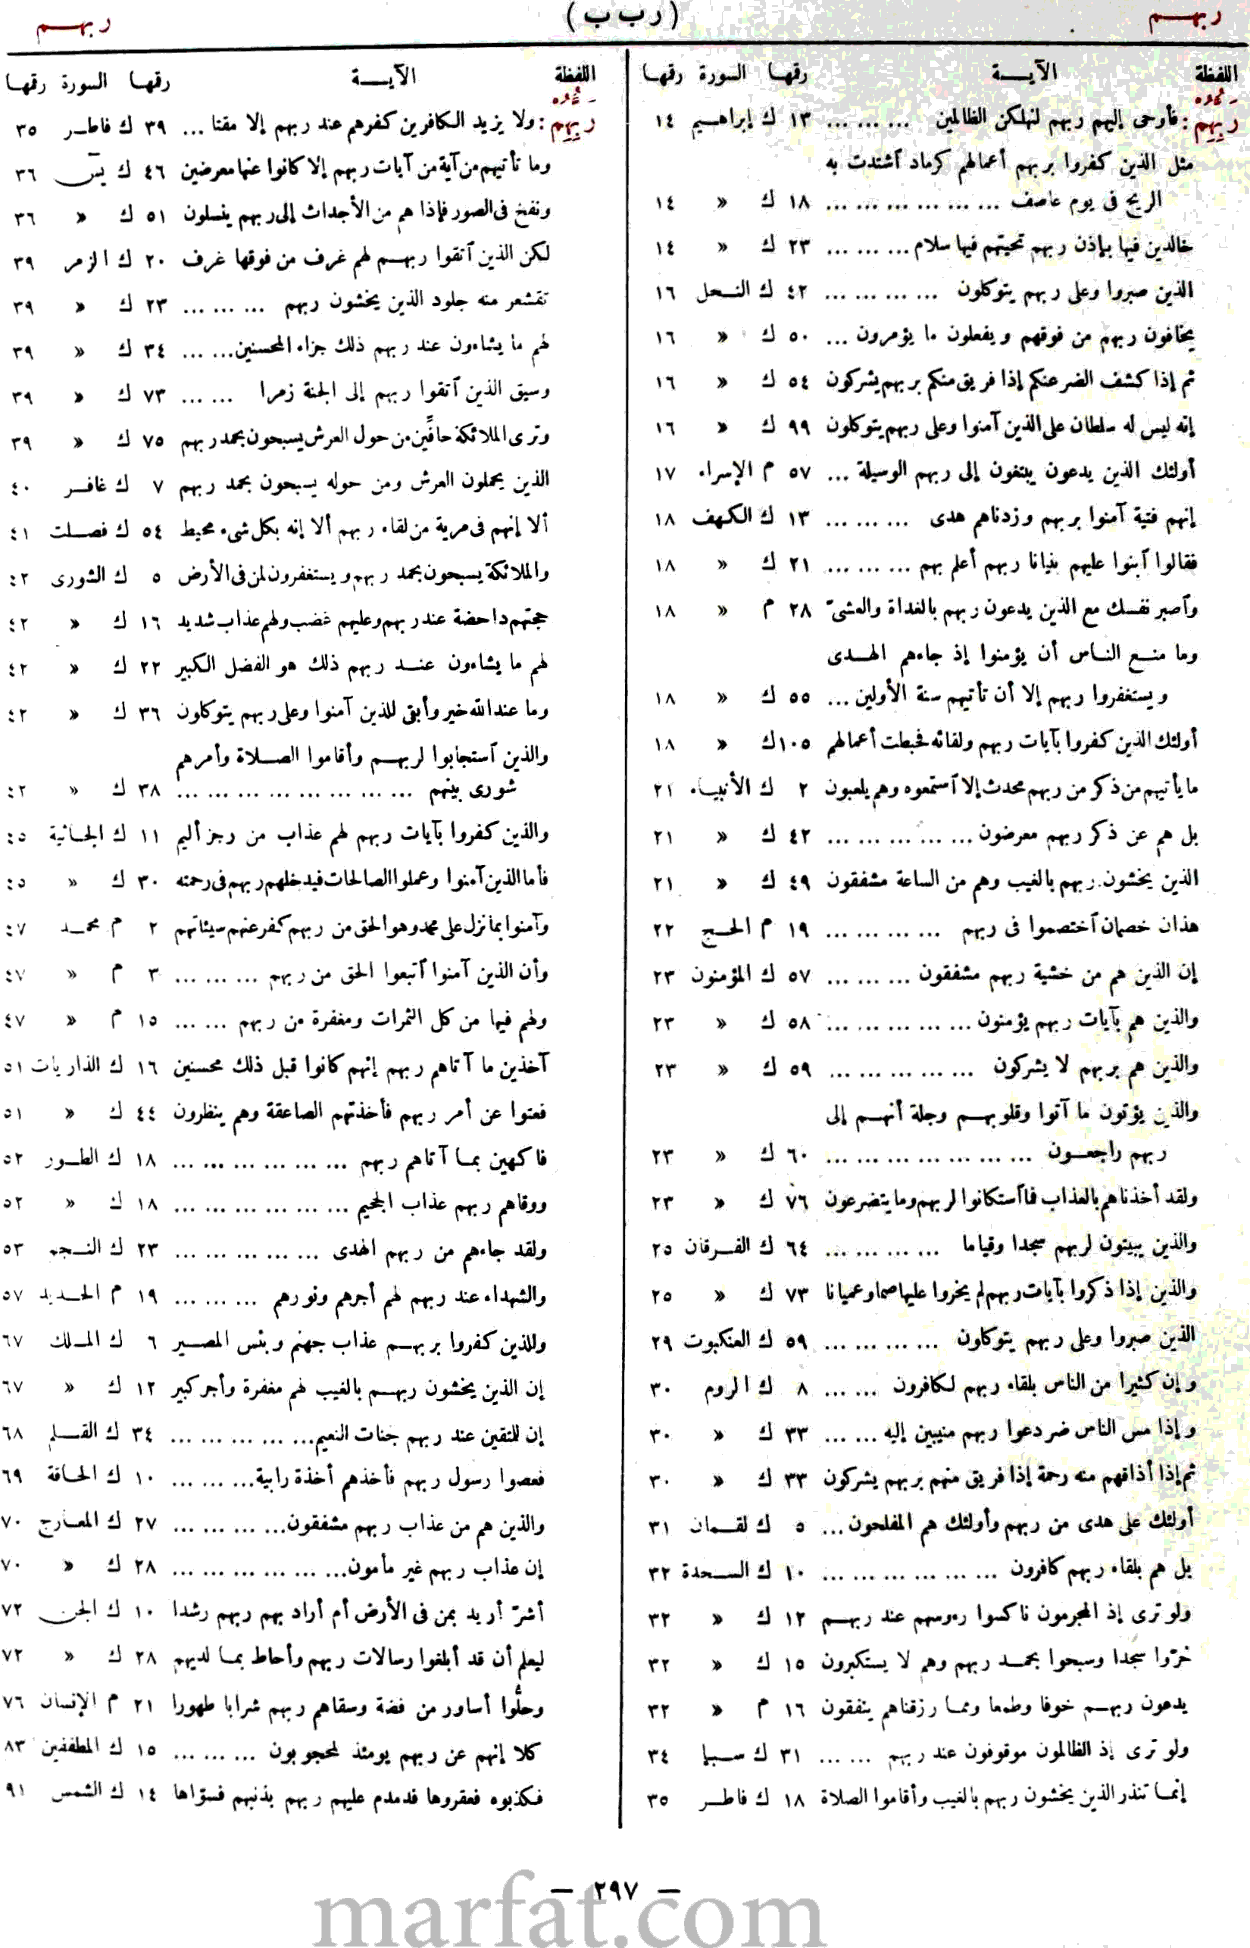 ربهم (ر ب ب) ربهم
اللفظة الآية رقمها السورة رقمها
ربهم : فأوحى إليهم ربهم لنهلكن الظالمين ... ... ... ١٣ ك إبراهيم ١٤
مثل الذين كفروا بربهم أعمالهم كرماد آشتدت به
الريح فى يوم عاصف ... ... ... ... ... ... ١٨ ك » ١٤
خالدين فيها بإذن ربهم تحيتهم فيها سلام ... ... ... ٢٣ ك » ١٤
الذين صبروا وعلى ربهم يتوكلون ... ... ... ... ٤٢ ك النحل ١٦
يخافون ربهم من فوقهم ويفعلون ما يؤمرون ... ٥٠ ك » ١٦
ثم إذا كشف الضر عنكم إذا فريق منكم بربهم يشركون ٥٤ ك » ١٦
إنه ليس له سلطان على الذين آمنوا وعلى ربهم يتوكلون ٩٩ ك » ١٦
أولئك الذين يدعون يبتغون إلى ربهم الوسيلة ... ٥٧ م الإسراء ١٧
إنهم فتية آمنوا بربهم وزدناهم هدى ... ... ... ١٣ ك الكهف ١٨
فقالوا آبنوا عليهم بنيانا ربهم أعلم بهم ... ... ... ٢١ ك » ١٨
وآصبر نفسك مع الذين يدعون ربهم بالغداة والعشىّ ٢٨ م » ١٨
وما منع الناس أن يؤمنوا إذ جاءهم الهدى
ويستغفروا ربهم إلا أن تأتيهم سنة الأولين ... ٥٥ ك » ١٨
أولئك الذين كفروا بآيات ربهم ولقائه فحبطت أعمالهم ١٠٥ ك » ١٨
ما يأتيهم من ذكر من ربهم محدث إلا آستمعوه وهم يلعبون ٢ ك الأنبياء ٢١
بل هم عن ذكر ربهم معرضون ... ... ... ... ... ٤٢ ك » ٢١
الذين يخشون ربهم بالغيب وهم من الساعة مشفقون ٤٩ ك » ٢١
هذان خصمان آختصموا فى ربهم ... ... ... ... ١٩ م الحج ٢٢
إن الذين هم من خشية ربهم مشفقون ... ... ... ٥٧ ك المؤمنون ٢٣
والذين هم بآيات ربهم يؤمنون ... ... ... ... ... ٥٨ ك » ٢٣
والذين هم بربهم لا يشركون ... ... ... ... ... ٥٩ ك » ٢٣
والذين يؤتون ما آتوا وقلوبهم وجلة أنهم إلى
ربهم راجعون ... ... ... ... ... ... ... ٦٠ ك » ٢٣
ولقد أخذناهم بالعذاب فما آستكانوا لربهم وما يتضرعون ٧٦ ك » ٢٣
والذين يبيتون لربهم سجدا وقياما ... ... ... ... ٦٤ ك الفرقان ٢٥
والذين إذا ذكروا بآيات ربهم لم يخروا عليها صما وعميانا ٧٣ ك » ٢٥
الذين صبروا وعلى ربهم يتوكلون ... ... ... ... ٥٩ ك العنكبوت ٢٩
وإن كثيرا من الناس بلقاء ربهم لكافرون ... ... ٨ ك الروم ٣٠
وإذا مس الناس ضر دعوا ربهم منيبين إليه ... ... ٣٣ ك » ٣٠
ثم إذا أذاقهم منه رحمة إذا فريق منهم بربهم يشركون ٣٣ ك » ٣٠
أولئك على هدى من ربهم وأولئك هم المفلحون ... ٥ ك لقمان ٣١
بل هم بلقاء ربهم كافرون ... ... ... ... ... ... ١٠ ك السجدة ٣٢
ولو ترى إذ المجرمون ناكسوا رءوسهم عند ربهم ١٢ ك » ٣٢
خرّوا سجدا وسبحوا بحمد ربهم وهم لا يستكبرون ١٥ ك » ٣٢
يدعون ربهم خوفا وطمعا ومما رزقناهم ينفقون ١٦ م » ٣٢
ولو ترى إذ الظالمون موقوفون عند ربهم ... ... ٣١ ك سبإ ٣٤
إنما تنذر الذين يخشون ربهم بالغيب وأقاموا الصلاة ١٨ ك فاطر ٣٥
اللفظة الآية رقمها السورة رقمها
ربهم : ولا يزيد الكافرين كفرهم عند ربهم إلا مقتا ... ٣٩ ك فاطر ٣٥
وما تأتيهم من آية من آيات ربهم إلا كانوا عنها معرضين ٤٦ ك يس ٣٦
ونفخ فى الصور فإذا هم من الأجداث إلى ربهم ينسلون ٥١ ك » ٣٦
لكن الذين آتقوا ربهم لهم غرف من فوقها غرف ٢٠ ك الزمر ٣٩
تقشعر منه جلود الذين يخشون ربهم ... ... ... ٢٣ ك » ٣٩
لهم ما يشاءون عند ربهم ذلك جزاء المحسنين ... ... ٣٤ ك » ٣٩
وسيق الذين آتقوا ربهم إلى الجنة زمرا ... ... ٧٣ ك » ٣٩
وترى الملائكة حافِّين من حول العرش يسبحون بحمد ربهم ٧٥ ك » ٣٩
الذين يحملون العرش ومن حوله يسبحون بحمد ربهم ٧ ك غافر ٤٠
ألا إنهم فى مرية من لقاء ربهم ألا إنه بكل شىء محيط ٥٤ ك فصلت ٤١
والملائكة يسبحون بحمد ربهم ويستغفرون لمن فى الأرض ٥ ك الشورى ٤٢
حجتهم داحضة عند ربهم وعليهم غضب ولهم عذاب شديد ١٦ ك » ٤٢
لهم ما يشاءون عند ربهم ذلك هو الفضل الكبير ٢٢ ك » ٤٢
وما عند الله خير وأبقى للذين آمنوا وعلى ربهم يتوكلون ٣٦ ك » ٤٢
والذين آستجابوا لربهم وأقاموا الصلاة وأمرهم
شورى بينهم ... ... ... ... ... ... ... ... ٣٨ ك » ٤٢
والذين كفروا بآيات ربهم لهم عذاب من رجز أليم ١١ ك الجاثية ٤٥
فأما الذين آمنوا وعملوا الصالحات فيدخلهم ربهم فى رحمته ٣٠ ك » ٤٥
وآمنوا بما نزل على محمد وهو الحق من ربهم كفر عنهم سيئاتهم ٢ م محمد ٤٧
وأن الذين آمنوا آتبعوا الحق من ربهم ... ... ... ٣ م » ٤٧
ولهم فيها من كل الثمرات ومغفرة من ربهم ... ... ١٥ م » ٤٧
آخذين ما آتاهم ربهم إنهم كانوا قبل ذلك محسنين ١٦ ك الذاريات ٥١
فعتوا عن أمر ربهم فأخذتهم الصاعقة وهم ينظرون ٤٤ ك » ٥١
فاكهين بما آتاهم ربهم ... ... ... ... ... ... ١٨ ك الطور ٥٢
ووقاهم ربهم عذاب الجحيم ... ... ... ... ... ... ١٨ ك » ٥٢
ولقد جاءهم من ربهم الهدى ... ... ... ... ... ٢٣ ك النجم ٥٣
والشهداء عند ربهم لهم أجرهم ونورهم ... ... ... ١٩ م الحديد ٥٧
وللذين كفروا بربهم عذاب جهنم وبئس المصير ٦ ك الملك ٦٧
إن الذين يخشون ربهم بالغيب لهم مغفرة وأجر كبير ١٢ ك » ٦٧
إن للتقين عند ربهم جنات النعيم ... ... ... ... ... ٣٤ ك القلم ٦٨
فعصوا رسول ربهم فأخذهم أخذة رابية ... ... ... ١٠ ك الحاقة ٦٩
والذين هم من عذاب ربهم مشفقون ... ... ... ... ٢٧ ك المعارج ٧٠
إن عذاب ربهم غير مأمون ... ... ... ... ... ... ٢٨ ك » ٧٠
أشرّ أريد بمن فى الأرض أم أراد بهم ربهم رشدا ١٠ ك الجن ٧٢
ليعلم أن قد أبلغوا رسالات ربهم وأحاط بما لديهم ٢٨ ك » ٧٢
وحلُّوا أساور من فضة وسقاهم ربهم شرابا طهورا ٢١ م الإنسان ٧٦
كلا إنهم عن ربهم يومئذ لمحجوبون ... ... ... ١٥ ك المطففين ٨٣
فكذبوه فعقروها فدمدم عليهم ربهم بذنبهم فسوّاها ١٤ ك الشمس ٩١
— ٢٩٧ —
marfat.com